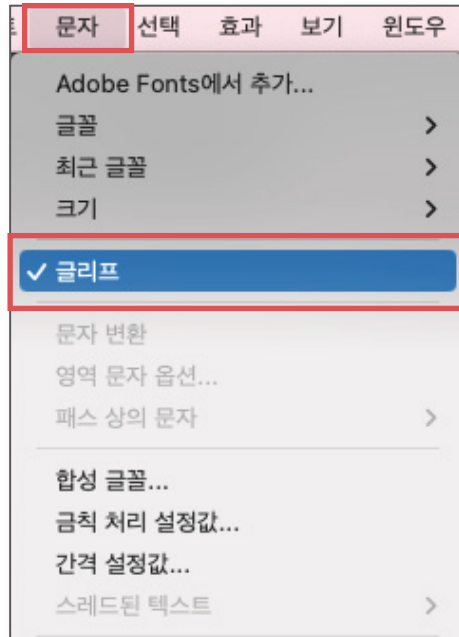 문자 선택 효과 보기 윈도우
Adobe Fonts에서 추가...
글꼴
최근 글꼴
크기
글리프
문자 변환
영역 문자 옵션...
패스 상의 문자
합성 글꼴...
금칙 처리 설정값...
간격 설정값...
스레드된 텍스트